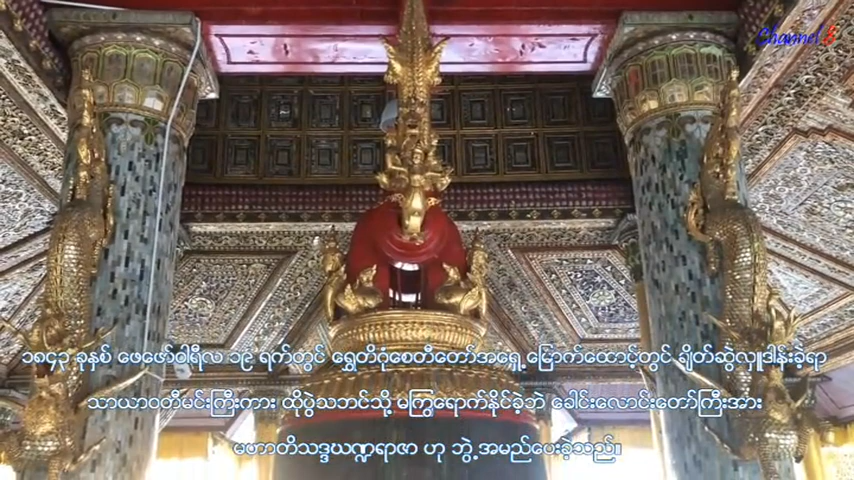 Channel 5
၁၈၄၃ ခုနှစ် ဖေဖော်ဝါရီလ ၁၉ ရက်တွင် ရွှေတိဂုံစေတီတော်အရှေ့မြောက်ထောင့်တွင် ချိတ်ဆွဲလှူဒါန်းခဲ့ရာ
သာယာဝတီမင်းကြီးကား ထိုပွဲသဘင်သို့ မကြွရောက်နိုင်ခဲ့ဘဲ ခေါင်းလောင်းတော်ကြီးအား
မဟာတိသဒ္ဒဃဏ္ဍရာဇာ ဟု ဘွဲ့အမည်ပေးခဲ့သည်။